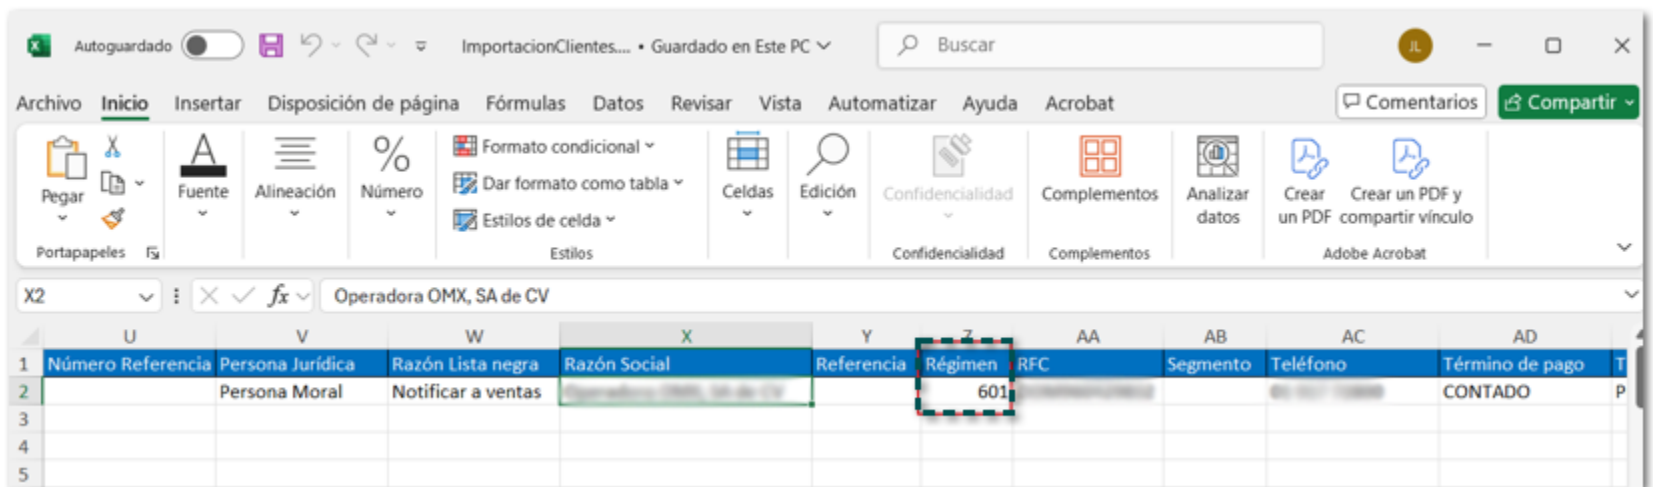 Autoguardado ImportacionClientes.... • Guardado en Este PC Buscar JL
Archivo Inicio Insertar Disposición de página Fórmulas Datos Revisar Vista Automatizar Ayuda Acrobat Comentarios Compartir
Pegar
Portapapeles
Fuente
Alineación
%
Número
Formato condicional
Dar formato como tabla
Estilos de celda
Estilos
Celdas
Edición
Confidencialidad
Confidencialidad
Complementos
Complementos
Analizar
datos
Crear
un PDF
Crear un PDF y
compartir vínculo
Adobe Acrobat
X2 fx Operadora OMX, SA de CV
U V W X Y Z AA AB AC AD
1 Número Referencia Persona Jurídica Razón Lista negra Razón Social Referencia Régimen RFC Segmento Teléfono Término de pago T
2 Persona Moral Notificar a ventas 601 CONTADO P
3
4
5